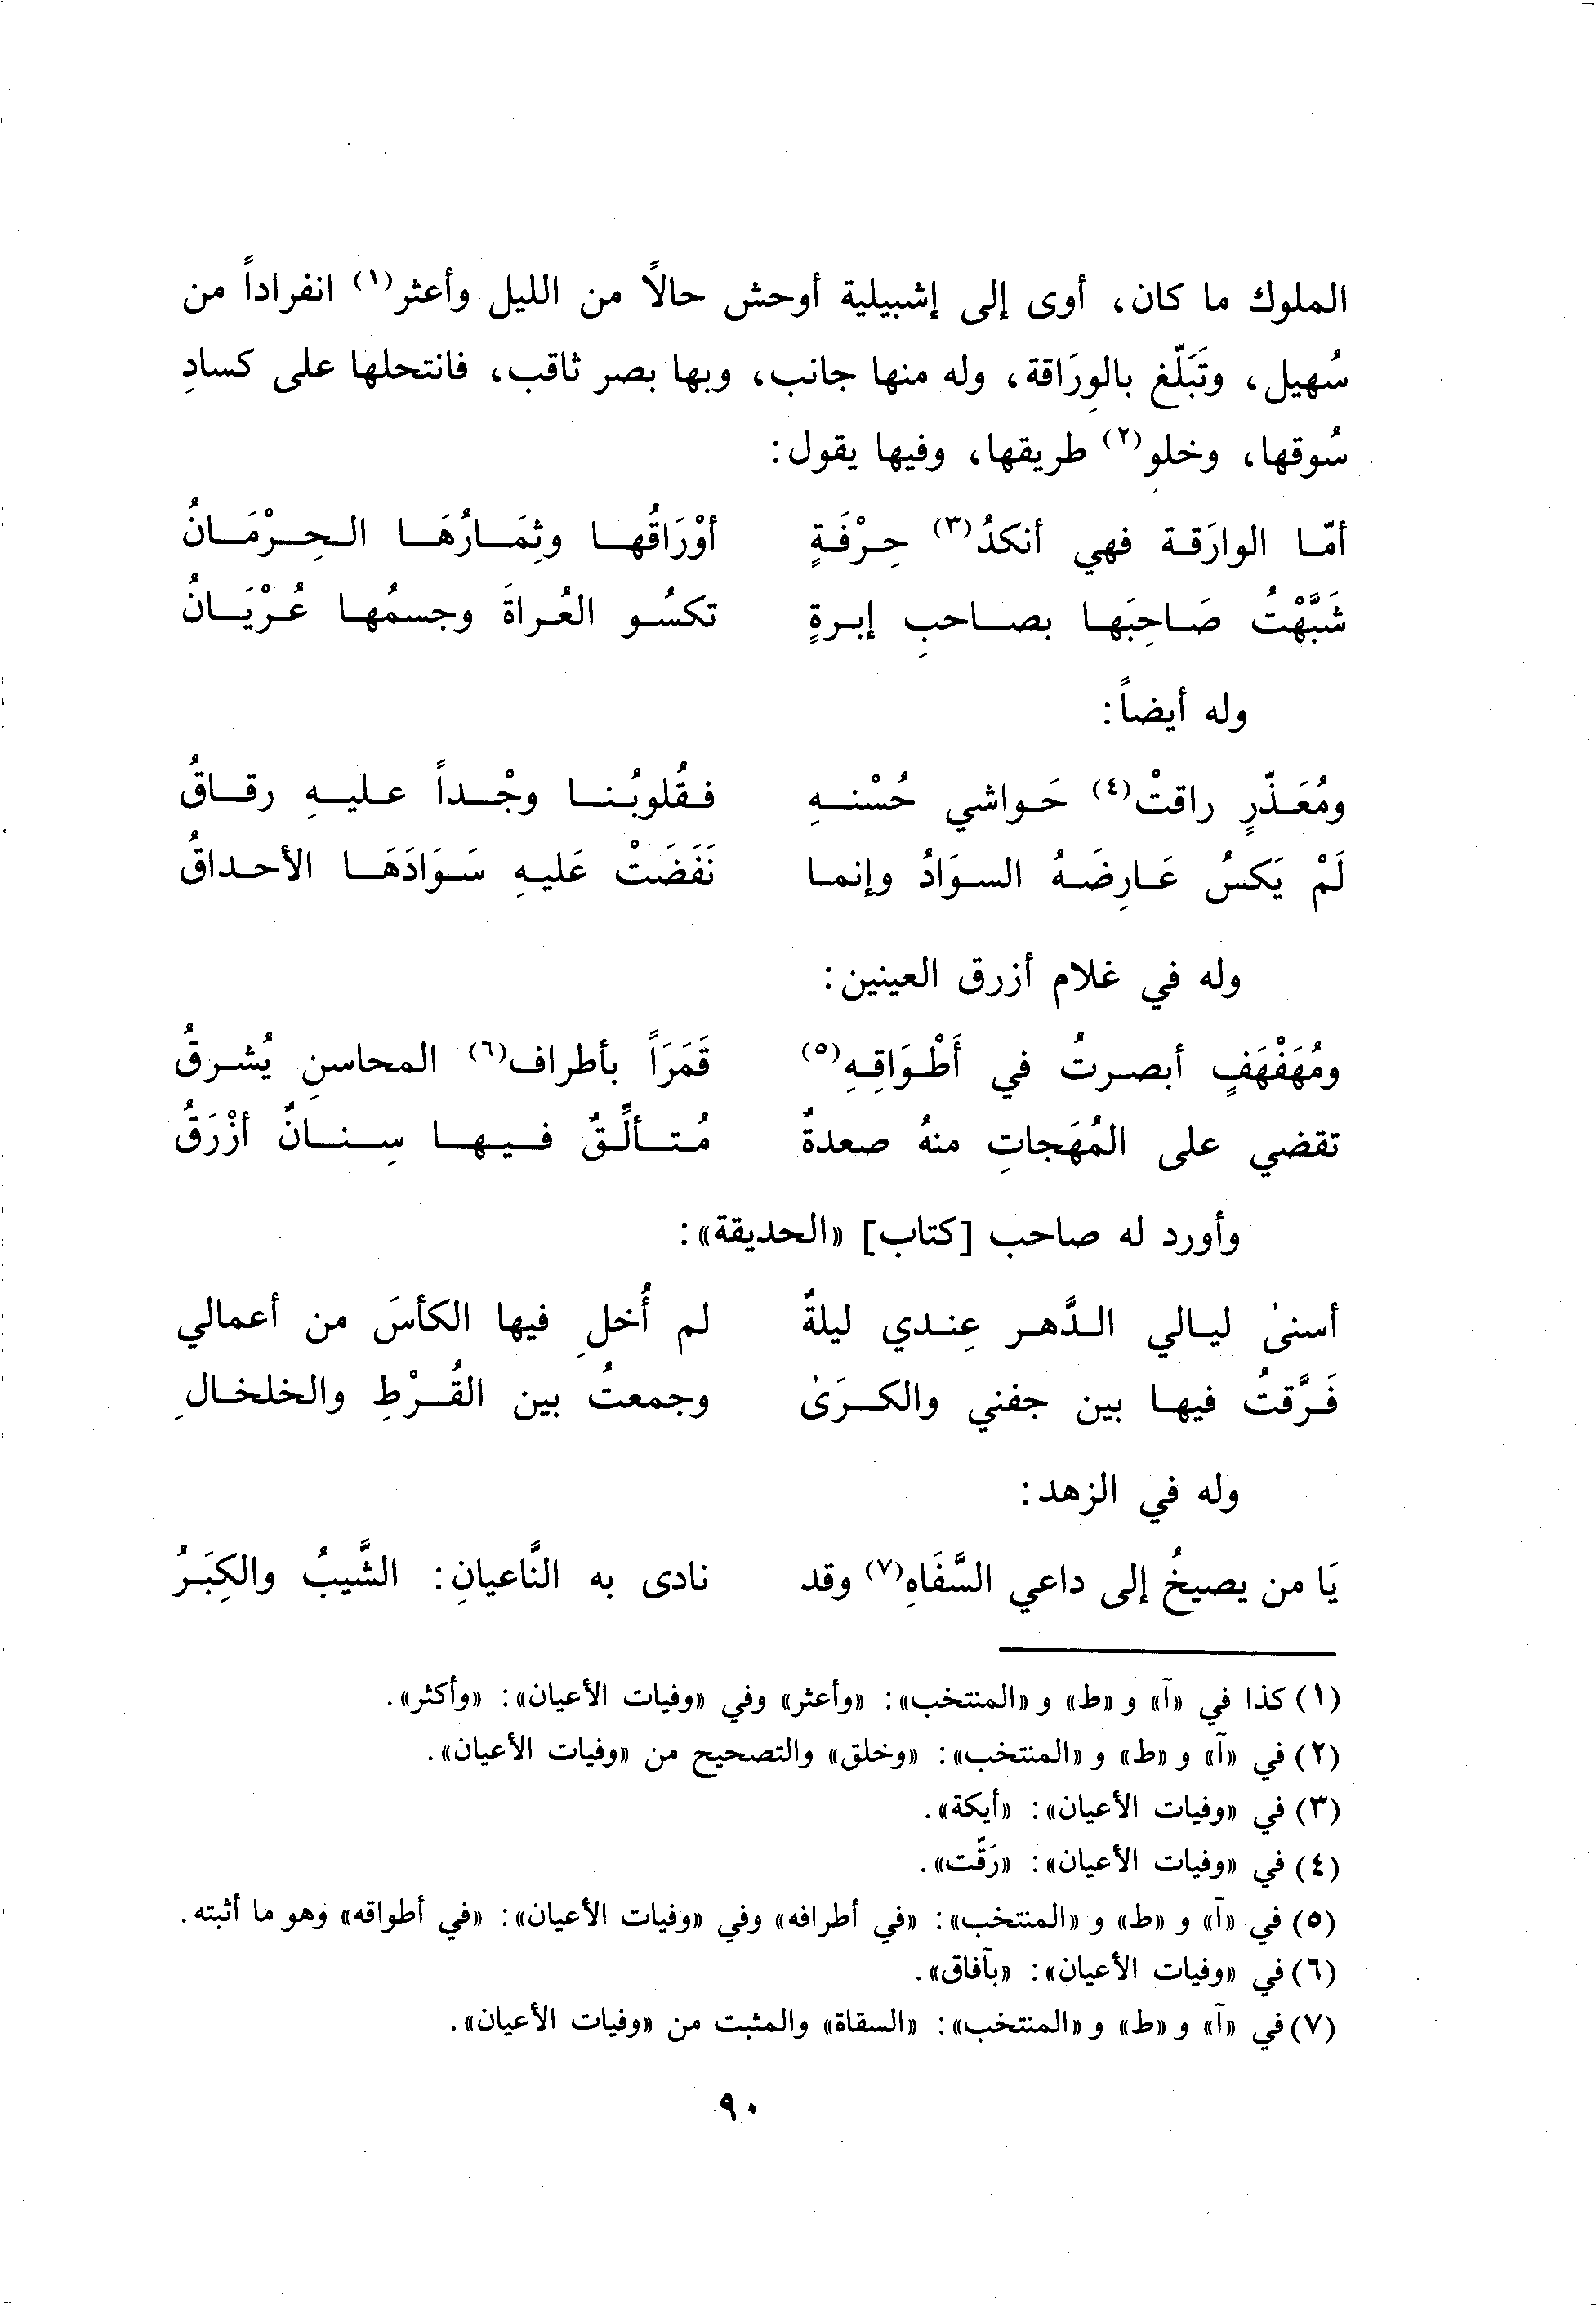 الملوك ما كان، أوى إلى إشبيلية أوحش حالاً من الليل وأعثر(١) انفراداً من
سُهيل، وتَبَلّغ بالوِرَاقة، وله منها جانب، وبها بصر ثاقب، فانتحلها على كسادِ
سُوقها، وخلو(٢) طريقها، وفيها يقول:
أمّا الوارَقة فهي أنكدُ(٣) حِرْفَةٍ أوْرَاقُها وثِمَارُهَا الحِرْمَانُ
شَبَّهْتُ صَاحِبَها بصاحبِ إبرةٍ تكسُو العُراةَ وجسمُها عُرْيَانُ
وله أيضاً:
ومُعَذّرٍ راقتْ(٤) حَواشي حُسْنهِ فقُلوبُنا وجْداً عليهِ رقاقُ
لَمْ يَكسُ عَارِضَهُ السوَادُ وإنما نَفَضَتْ عَليهِ سَوَادَهَا الأحداقُ
وله في غلام أزرق العينين:
ومُهَفْهَفٍ أبصرتُ في أَطْوَاقِهِ(٥) قَمَرَاً بأطراف(٦) المحاسنِ يُشرقُ
تقضي على المُهَجاتِ منهُ صعدةٌ مُتألِّقٌ فيها سِنانٌ أزْرَقُ
وأورد له صاحب [كتاب] «الحديقة»:
أسنىٰ ليالي الدَّهر عِندي ليلةٌ لم أُخلِ فيها الكأسَ من أعمالي
فَرَّقتُ فيها بين جفني والكرَىٰ وجمعتُ بين القُرْطِ والخلخالِ
وله في الزهد:
يَا من يصيخُ إلى داعي السَّفَاهِ(٧) وقد نادى به النَّاعيانِ: الشَّيبُ والكِبَرُ
(١) كذا في «آ» و «ط» و «المنتخب»: «وأعثر» وفي «وفيات الأعيان»: «وأكثر».
(٢) في «آ» و «ط» و «المنتخب»: «وخلق» والتصحيح من «وفيات الأعيان».
(٣) في «وفيات الأعيان»: «أيكة».
(٤) في «وفيات الأعيان»: «رَقّت».
(٥) في «آ» و «ط» و «المنتخب»: «في أطرافه» وفي «وفيات الأعيان»: «في أطواقه» وهو ما أثبته.
(٦) في «وفيات الأعيان»: «بآفاق».
(٧) في «آ» و «ط» و «المنتخب»: «السقاة» والمثبت من «وفيات الأعيان».
٩٠